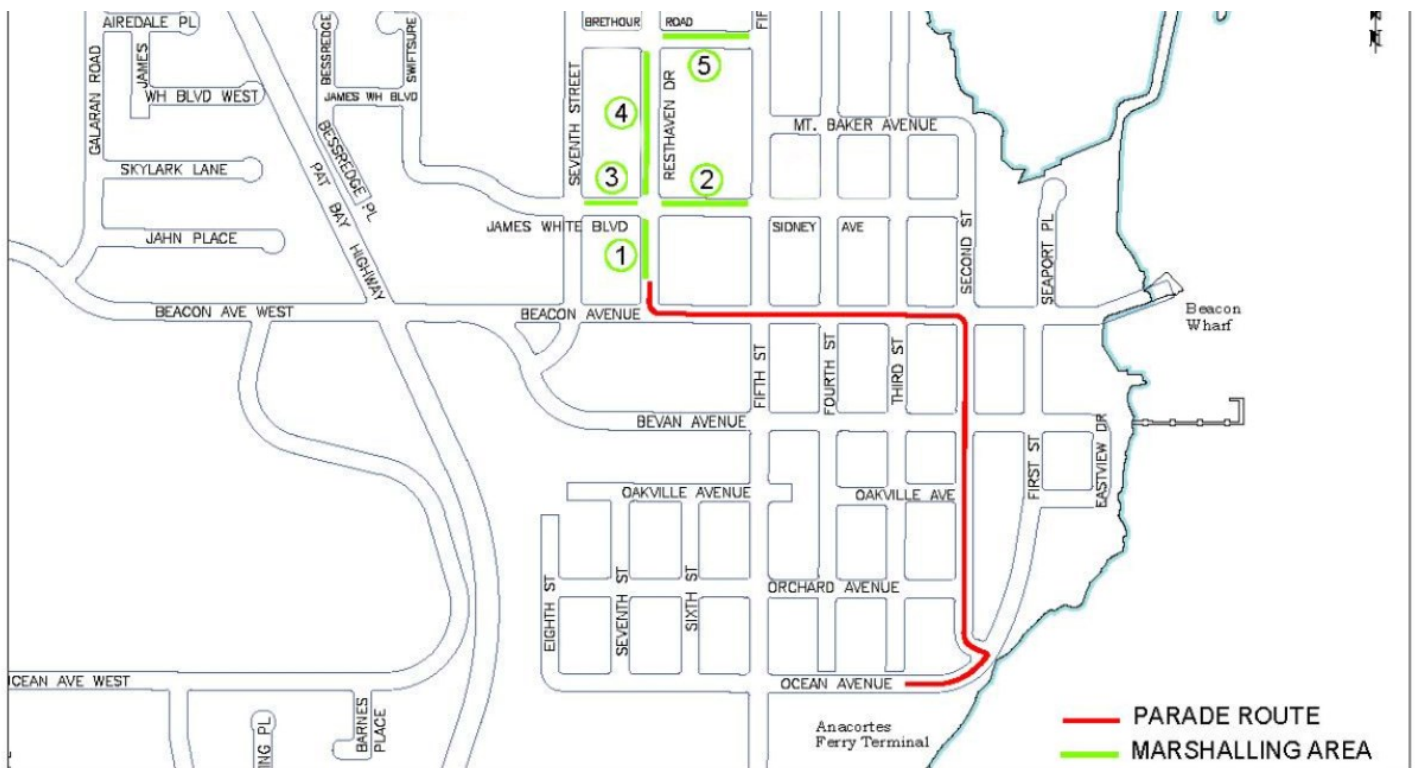 AIREDALE PL
JAMES
WH BLVD WEST
GALARAN ROAD
SKYLARK LANE
JAHN PLACE
BESSREDGE
SWIFTSURE
JAMES WH BLVD
BESSREDGE PL
PAT BAY HIGHWAY
BRETHOUR
ROAD
SEVENTH STREET
RESTHAVEN DR
5
4
3
2
1
MT. BAKER AVENUE
JAMES WHITE BLVD
SIDNEY
AVE
SECOND ST
SEAPORT PL
BEACON AVE WEST
BEACON AVENUE
Beacon
Wharf
FIFTH ST
FOURTH ST
THIRD ST
BEVAN AVENUE
FIRST ST
EASTVIEW DR
OAKVILLE AVENUE
OAKVILLE AVE
EIGHTH ST
SEVENTH ST
SIXTH ST
ORCHARD AVENUE
OCEAN AVENUE
BARNES
PLACE
Anacortes
Ferry Terminal
PARADE ROUTE
MARSHALLING AREA